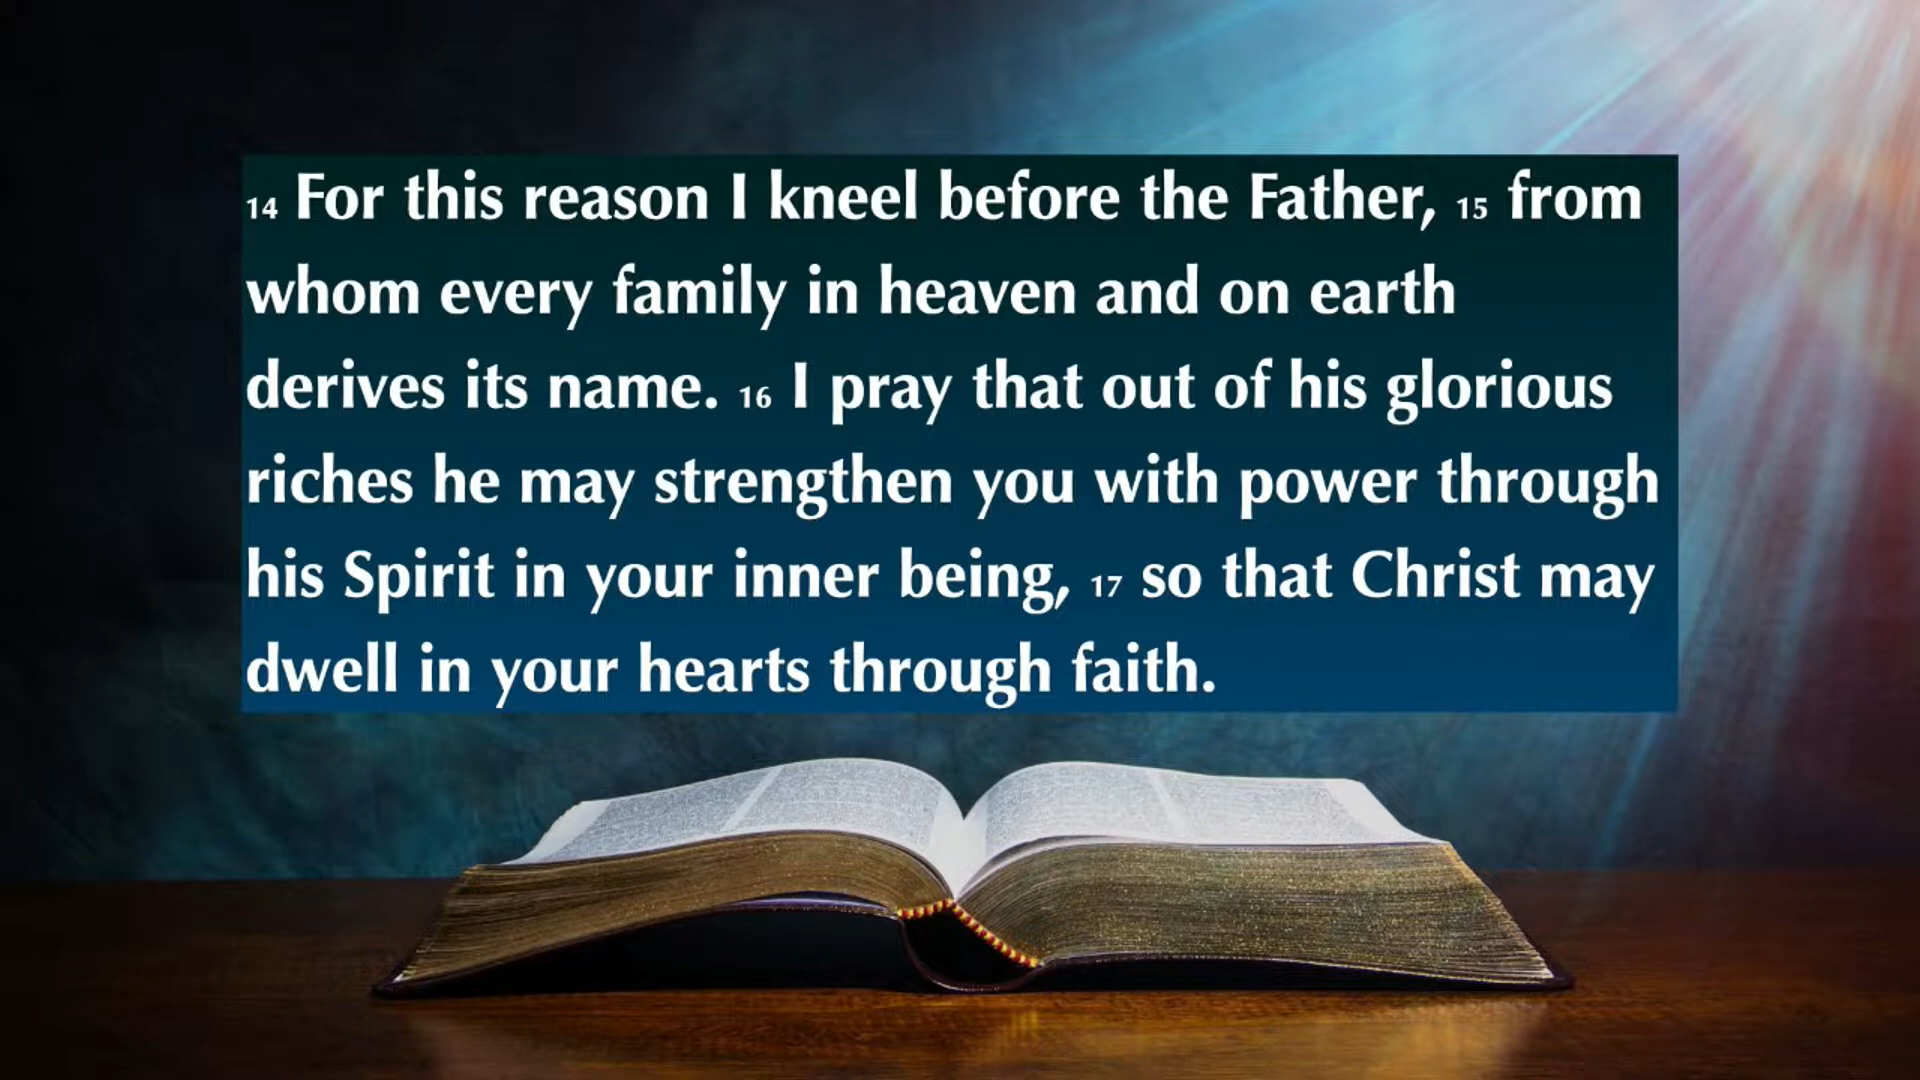 14 For this reason I kneel before the Father, 15 from
whom every family in heaven and on earth
derives its name. 16 I pray that out of his glorious
riches he may strengthen you with power through
his Spirit in your inner being, 17 so that Christ may
dwell in your hearts through faith.